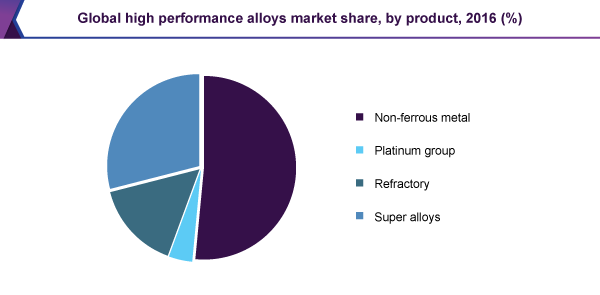 Global high performance alloys market share, by product, 2016 (%)
Non-ferrous metal
Platinum group
Refractory
Super alloys